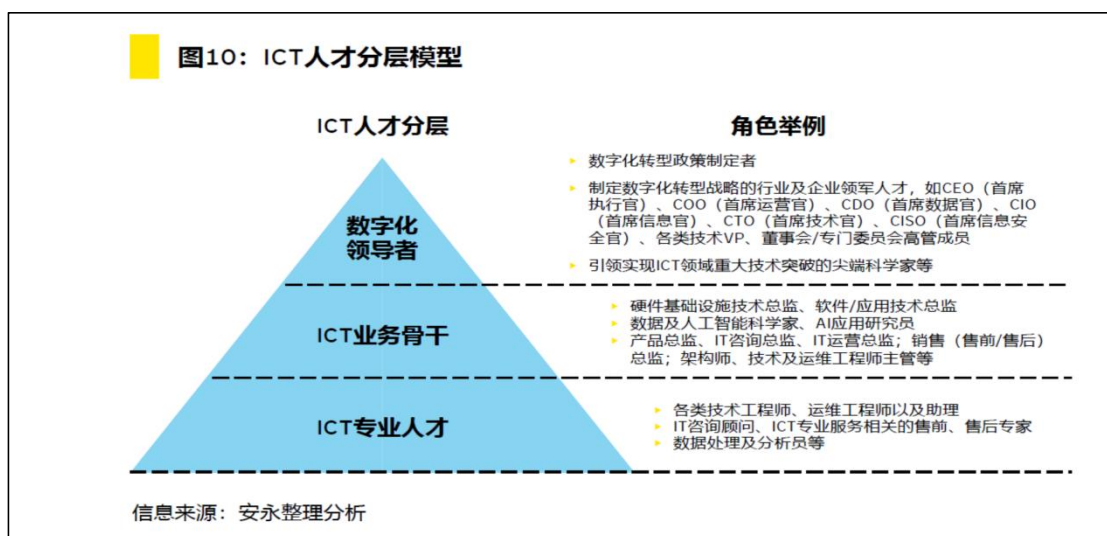 图10：ICT人才分层模型
ICT人才分层
角色举例
数字化
领导者
数字化转型政策制定者
制定数字化转型战略的行业及企业领军人才，如CEO（首席
执行官）、COO（首席运营官）、CDO（首席数据官）、CIO
（首席信息官）、CTO（首席技术官）、CISO（首席信息安
全官）、各类技术VP、董事会/专门委员会高管成员
引领实现ICT领域重大技术突破的尖端科学家等
ICT业务骨干
硬件基础设施技术总监、软件/应用技术总监
数据及人工智能科学家、AI应用研究员
产品总监、IT咨询总监、IT运营总监；销售（售前/售后）
总监；架构师、技术及运维工程师主管等
ICT专业人才
各类技术工程师、运维工程师以及助理
IT咨询顾问、ICT专业服务相关的售前、售后专家
数据处理及分析员等
信息来源：安永整理分析